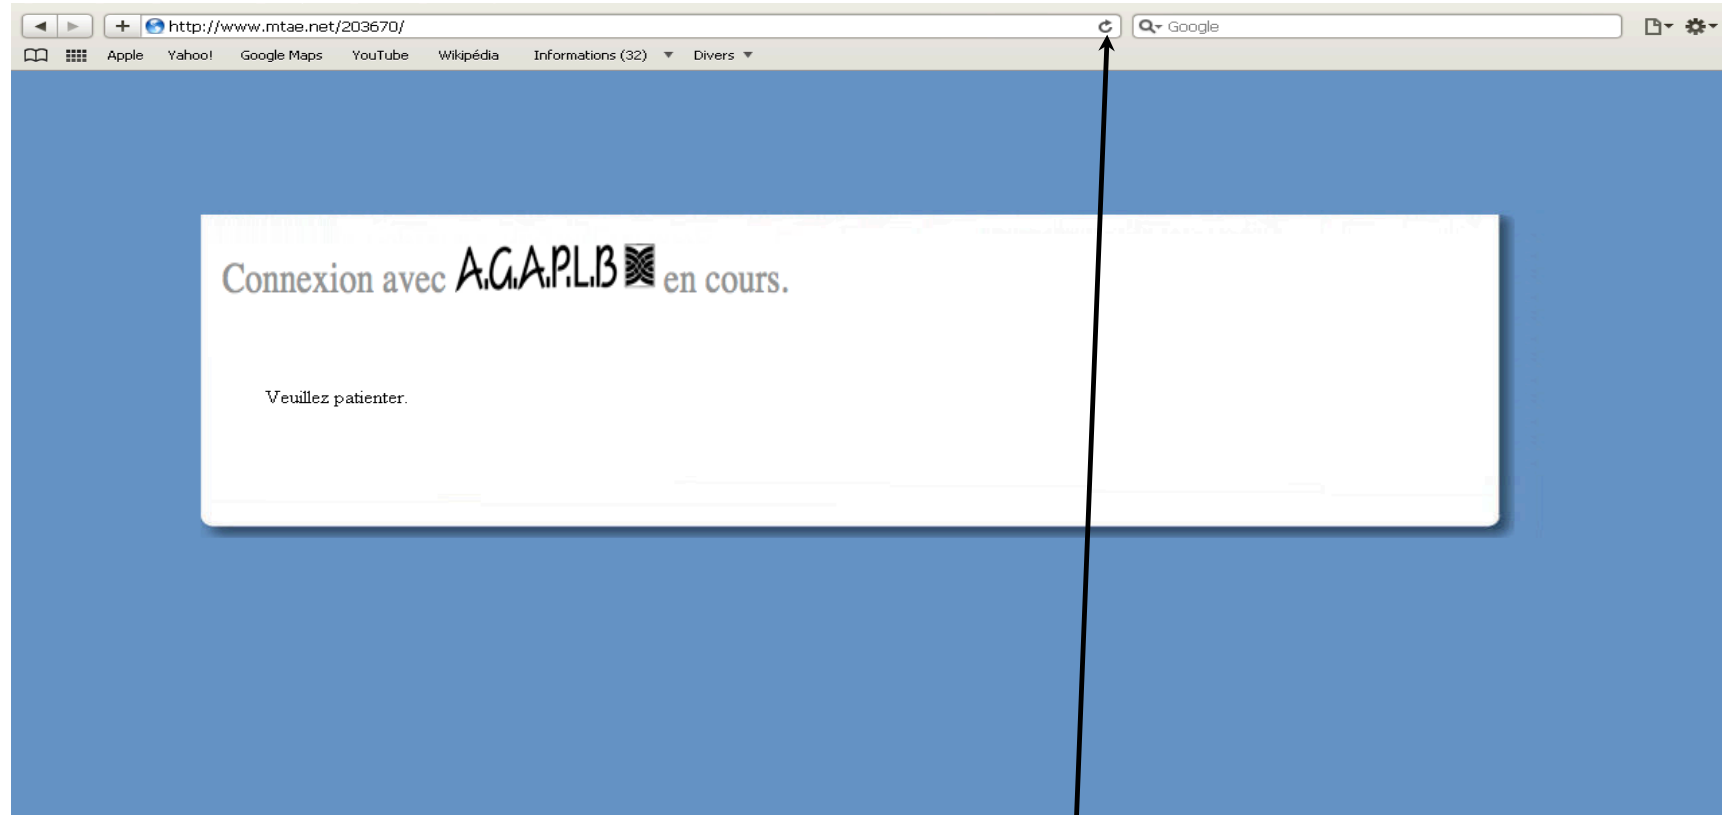 http://www.mtae.net/203670/
Google
Apple Yahoo! Google Maps YouTube Wikipédia Informations (32) Divers
Connexion avec A.G.A.P.L.B en cours.
Veuillez patienter.